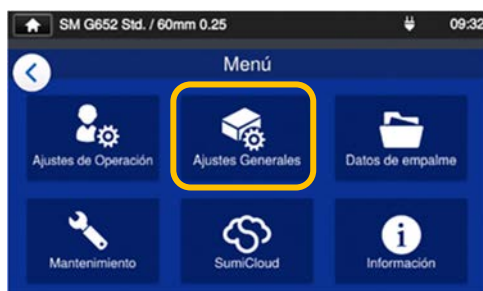 SM G652 Std. / 60mm 0.25 09:32
Menú
Ajustes de Operación Ajustes Generales Datos de empalme
Mantenimiento SumiCloud Información